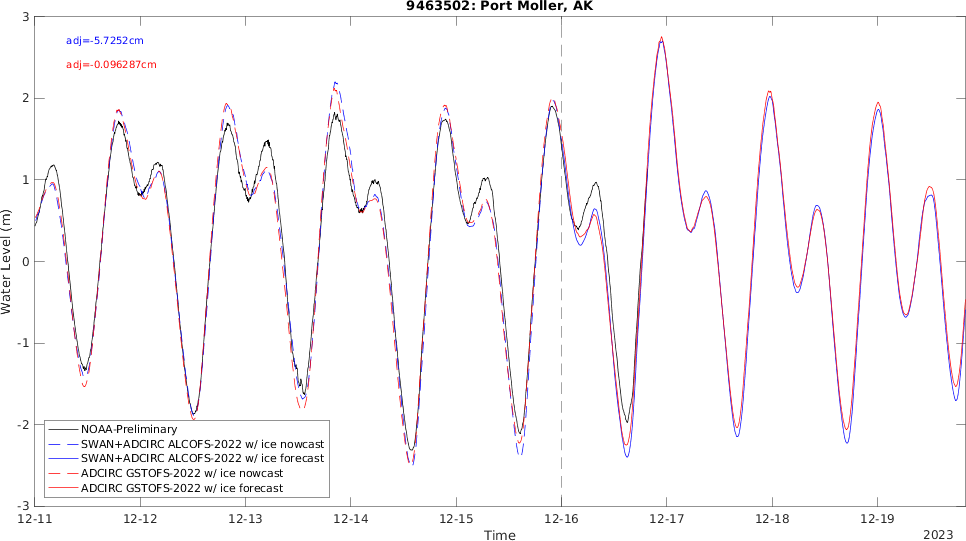 9463502: Port Moller, AK
adj=-5.7252cm
adj=-0.096287cm
Water Level (m)
3
2
1
0
-1
-2
-3
NOAA-Preliminary
SWAN+ADCIRC ALCOFS-2022 w/ ice nowcast
SWAN+ADCIRC ALCOFS-2022 w/ ice forecast
ADCIRC GSTOFS-2022 w/ ice nowcast
ADCIRC GSTOFS-2022 w/ ice forecast
12-11 12-12 12-13 12-14 12-15 12-16 12-17 12-18 12-19
Time
2023